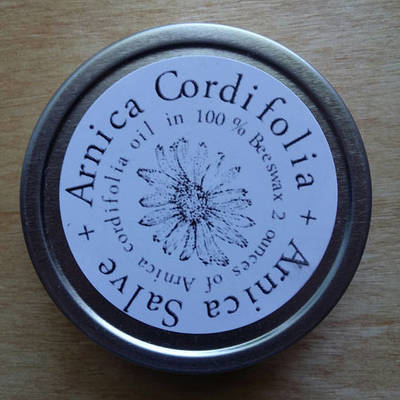 Arnica Cordifolia + Arnica Salve +
2 ounces of Arnica cordifolia oil in 100% Beeswax